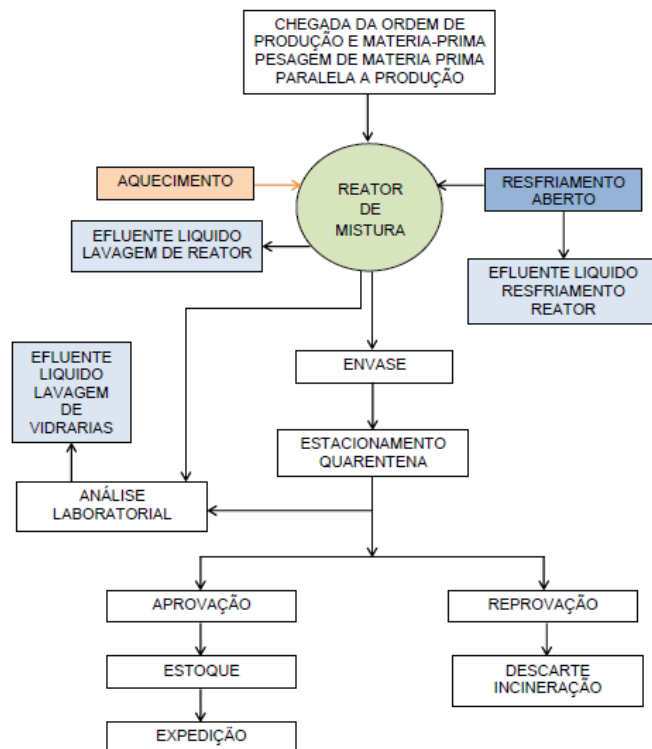 CHEGADA DA ORDEM DE
PRODUÇÃO E MATERIA-PRIMA
PESAGEM DE MATERIA PRIMA
PARALELA A PRODUÇÃO
AQUECIMENTO
REATOR
DE
MISTURA
RESFRIAMENTO
ABERTO
EFLUENTE LIQUIDO
LAVAGEM DE REATOR
EFLUENTE LIQUIDO
RESFRIAMENTO
REATOR
EFLUENTE
LIQUIDO
LAVAGEM
DE
VIDRARIAS
ENVASE
ESTACIONAMENTO
QUARENTENA
ANÁLISE
LABORATORIAL
APROVAÇÃO
REPROVAÇÃO
ESTOQUE
DESCARTE
INCINERAÇÃO
EXPEDIÇÃO